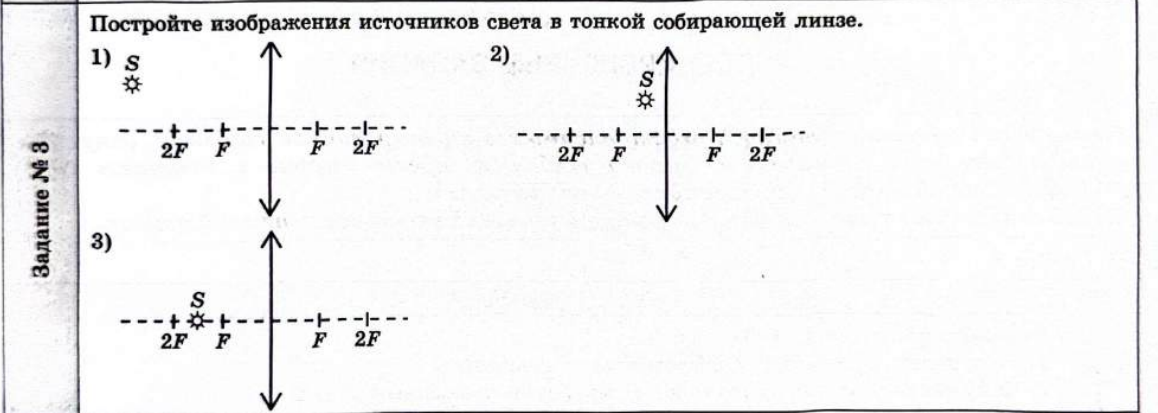 Постройте изображения источников света в тонкой собирающей линзе.
1) S
2F F F 2F
2) S
2F F F 2F
3) S
2F F F 2F
Задание № 3